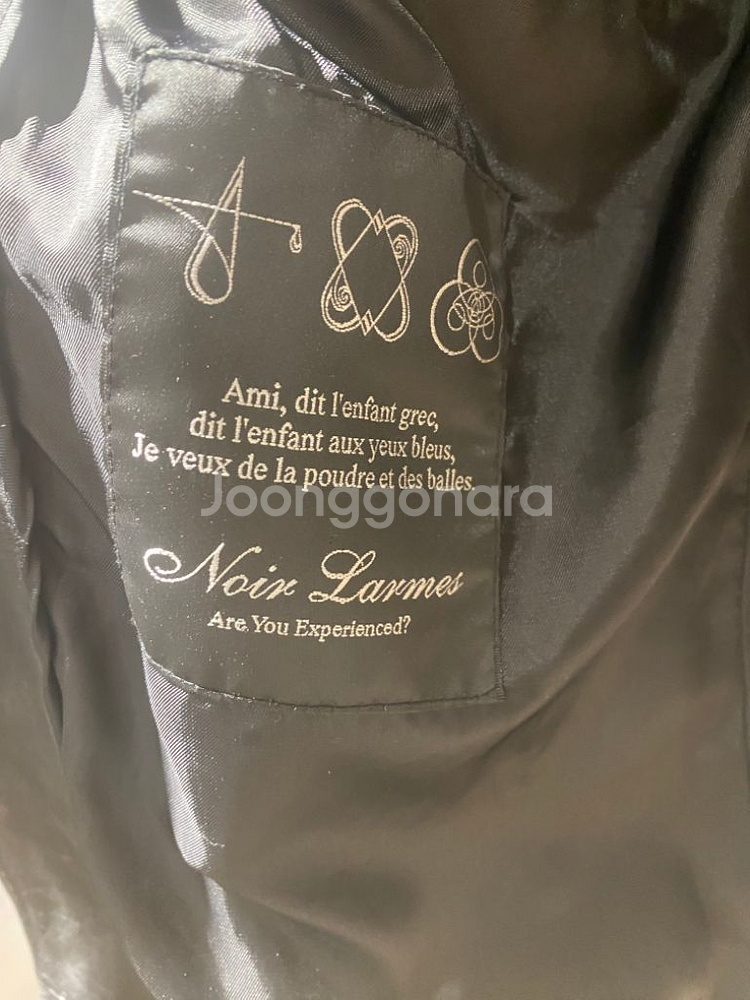 Ami, dit l'enfant grec,
dit l'enfant aux yeux bleus,
Je veux de la poudre et des balles.
Joonggonara
Noir Larmes
Are You Experienced?